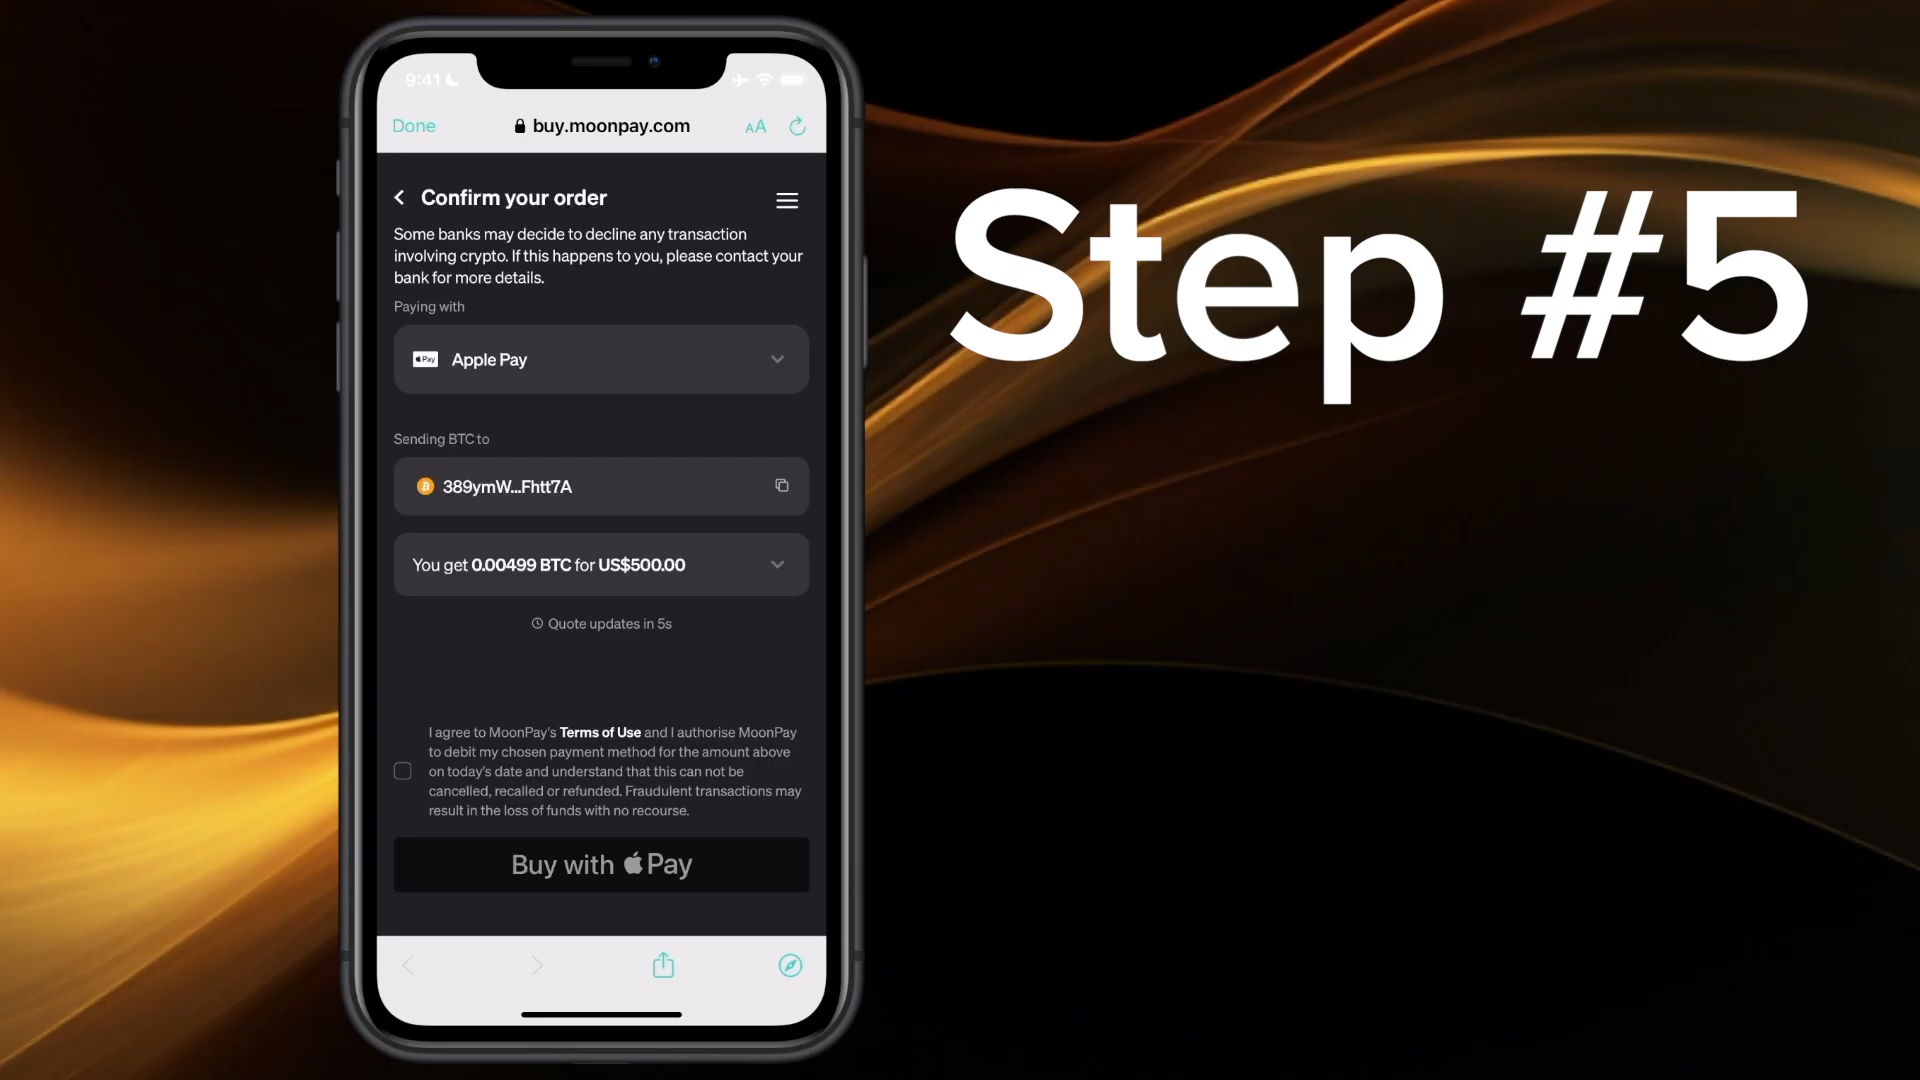 9:41
Done
buy.moonpay.com
AA
Confirm your order
Some banks may decide to decline any transaction
involving crypto. If this happens to you, please contact your
bank for more details.
Paying with
Pay Apple Pay
Sending BTC to
389ymW...Fhtt7A
You get 0.00499 BTC for US$500.00
Quote updates in 5s
I agree to MoonPay's Terms of Use and I authorise MoonPay
to debit my chosen payment method for the amount above
on today's date and understand that this can not be
cancelled, recalled or refunded. Fraudulent transactions may
result in the loss of funds with no recourse.
Buy with Pay
Step #5